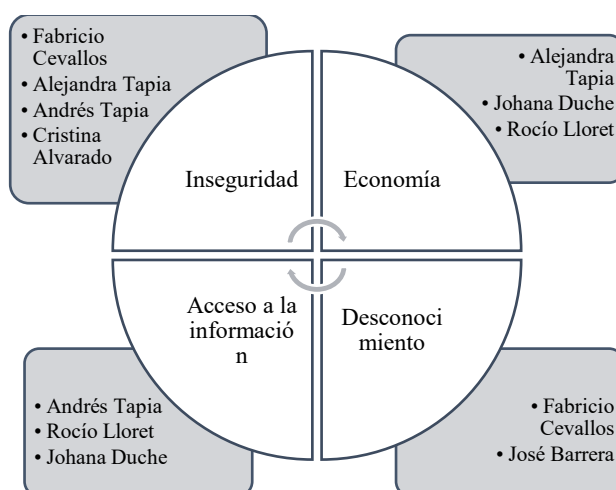 • Fabricio
Cevallos
• Alejandra Tapia
• Andrés Tapia
• Cristina
Alvarado
Inseguridad
Economía
• Alejandra
Tapia
• Johana Duche
• Rocío Lloret
Acceso a la
informació
n
Desconoci
miento
• Andrés Tapia
• Rocío Lloret
• Johana Duche
• Fabricio
Cevallos
• José Barrera